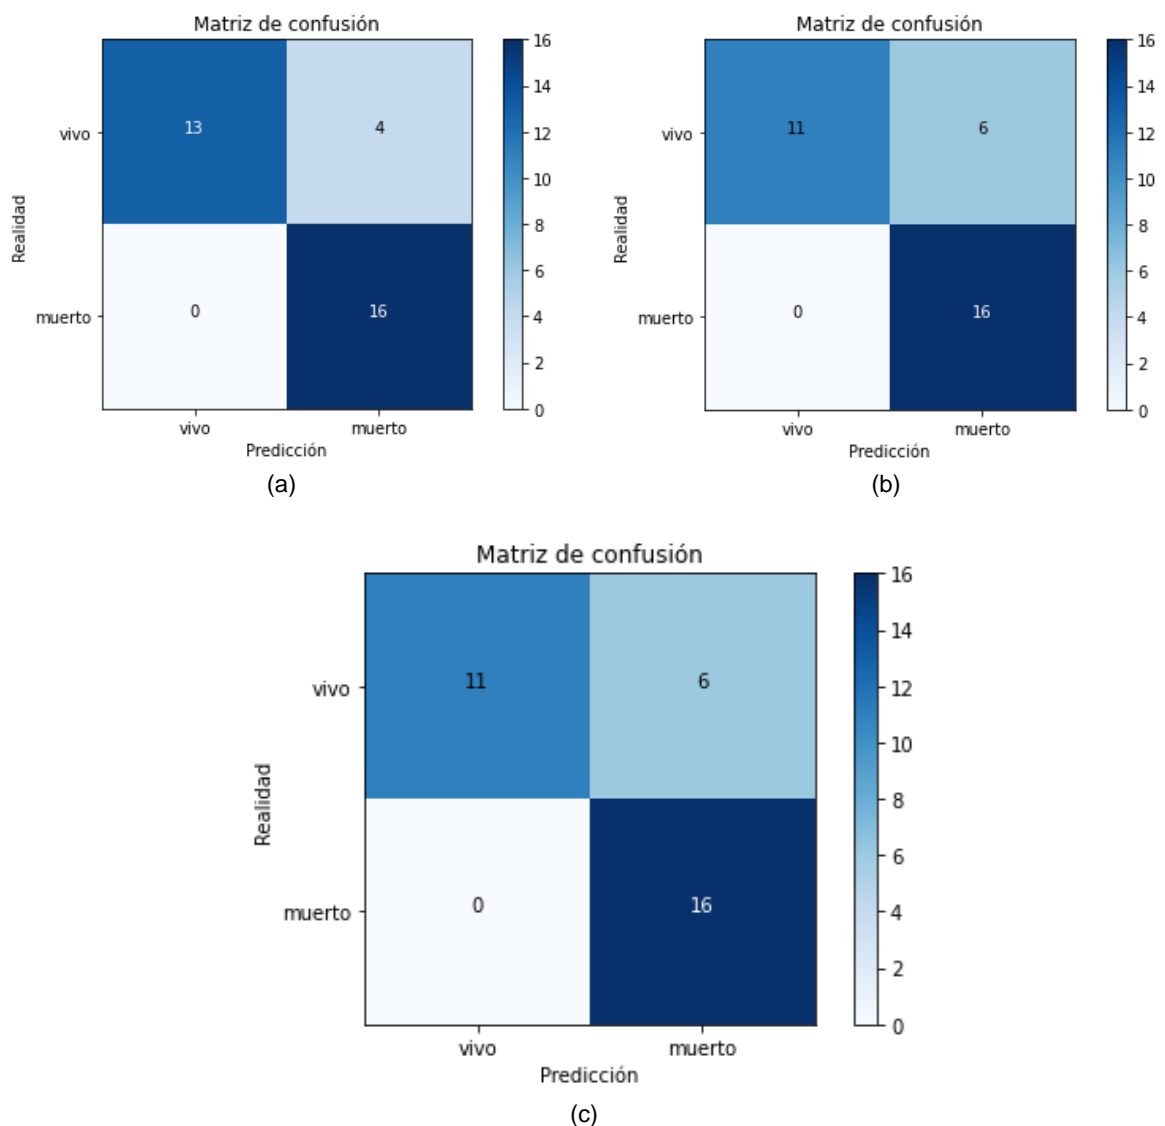 Matriz de confusión
vivo
muerto
Realidad
13
4
0
16
vivo
muerto
Predicción
16
14
12
10
8
6
4
2
0
(a)
Matriz de confusión
vivo
muerto
Realidad
11
6
0
16
vivo
muerto
Predicción
16
14
12
10
8
6
4
2
0
(b)
Matriz de confusión
vivo
muerto
Realidad
11
6
0
16
vivo
muerto
Predicción
16
14
12
10
8
6
4
2
0
(c)